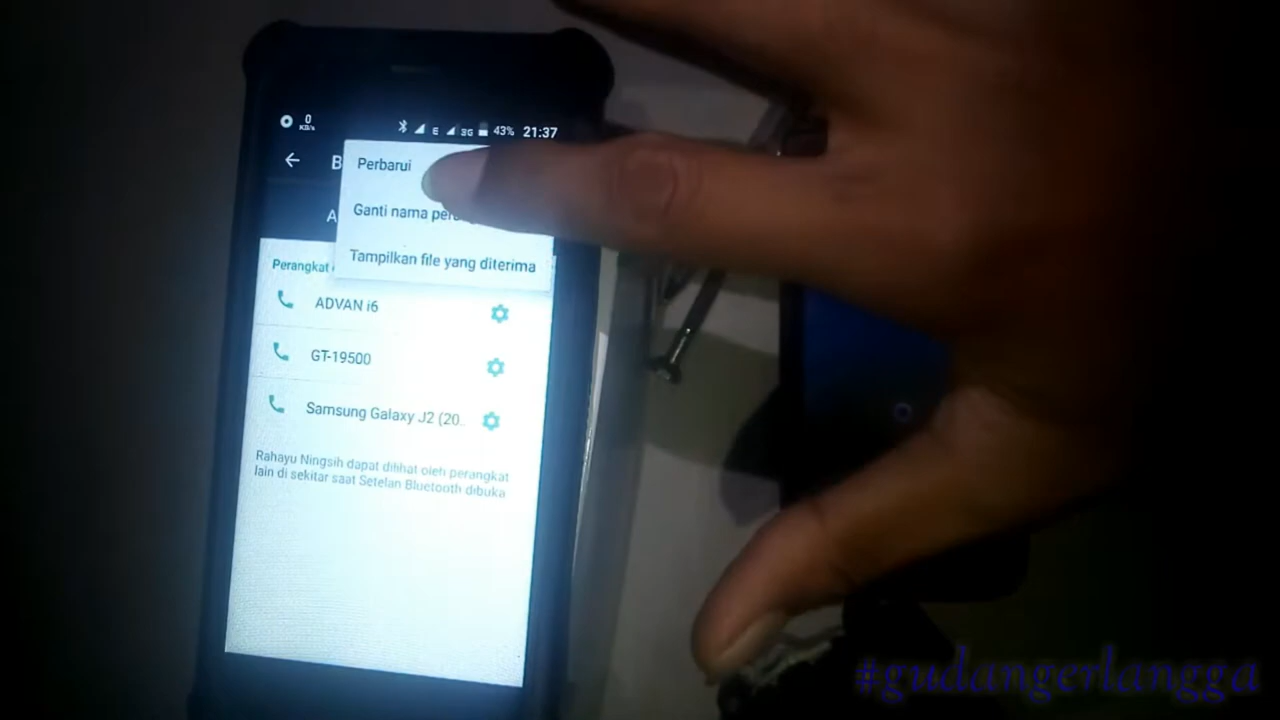 0
KB/s
E
3G
43%
21:37
B
Perbarui
A
Ganti nama
Tampilkan file yang diterima
Perangkat
ADVAN i6
GT-19500
Samsung Galaxy J2 (20..
Rahayu Ningsih dapat dilihat oleh perangkat
lain di sekitar saat Setelan Bluetooth dibuka
#gudangerlangga